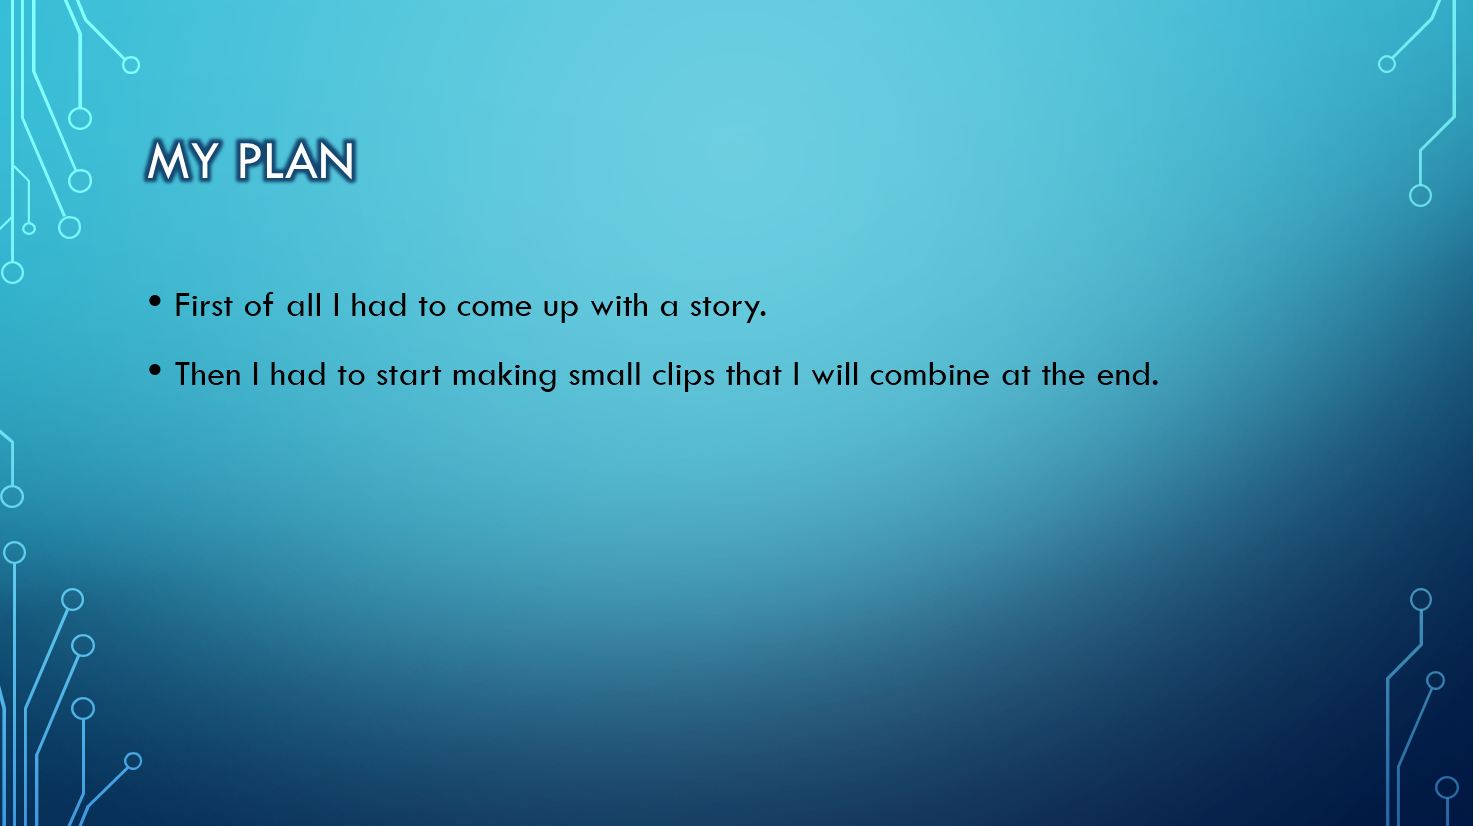 MY PLAN
• First of all I had to come up with a story.
• Then I had to start making small clips that I will combine at the end.